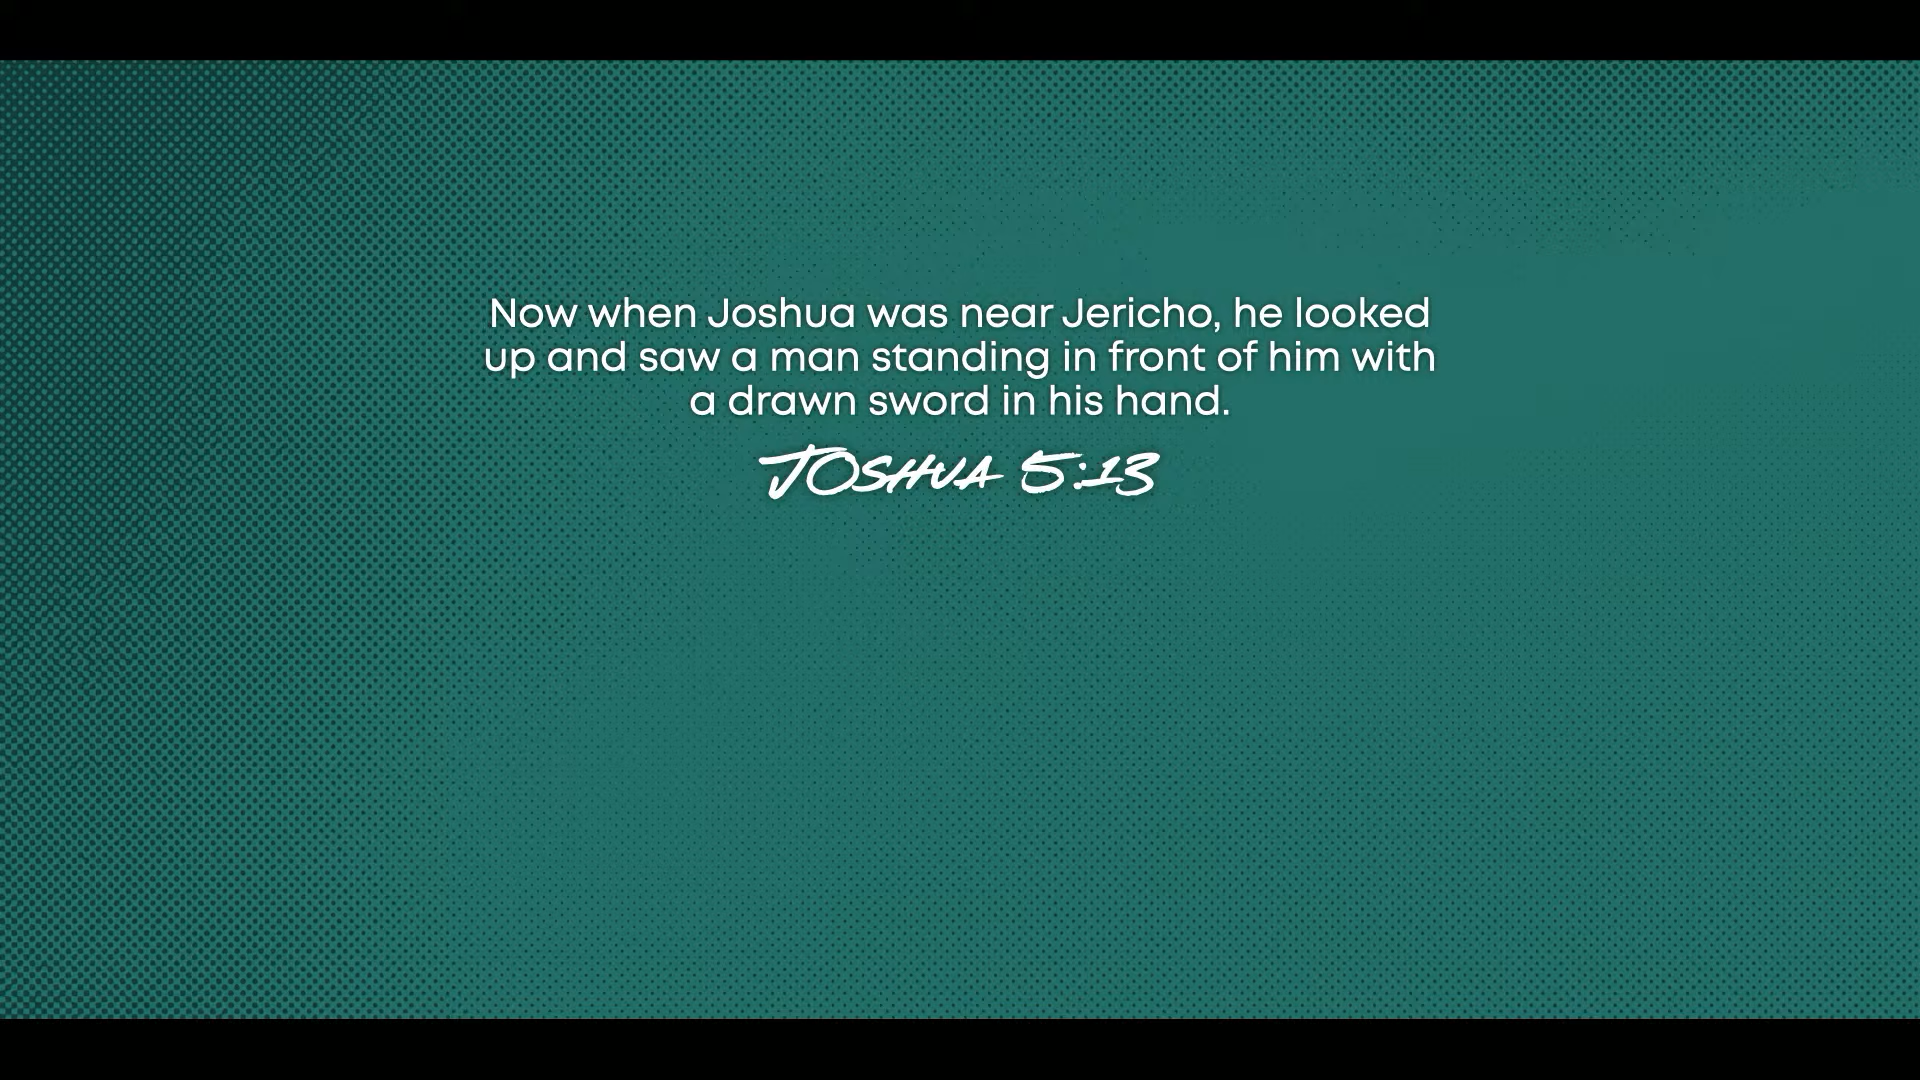 Now when Joshua was near Jericho, he looked
up and saw a man standing in front of him with
a drawn sword in his hand.
JOSHUA 5:13